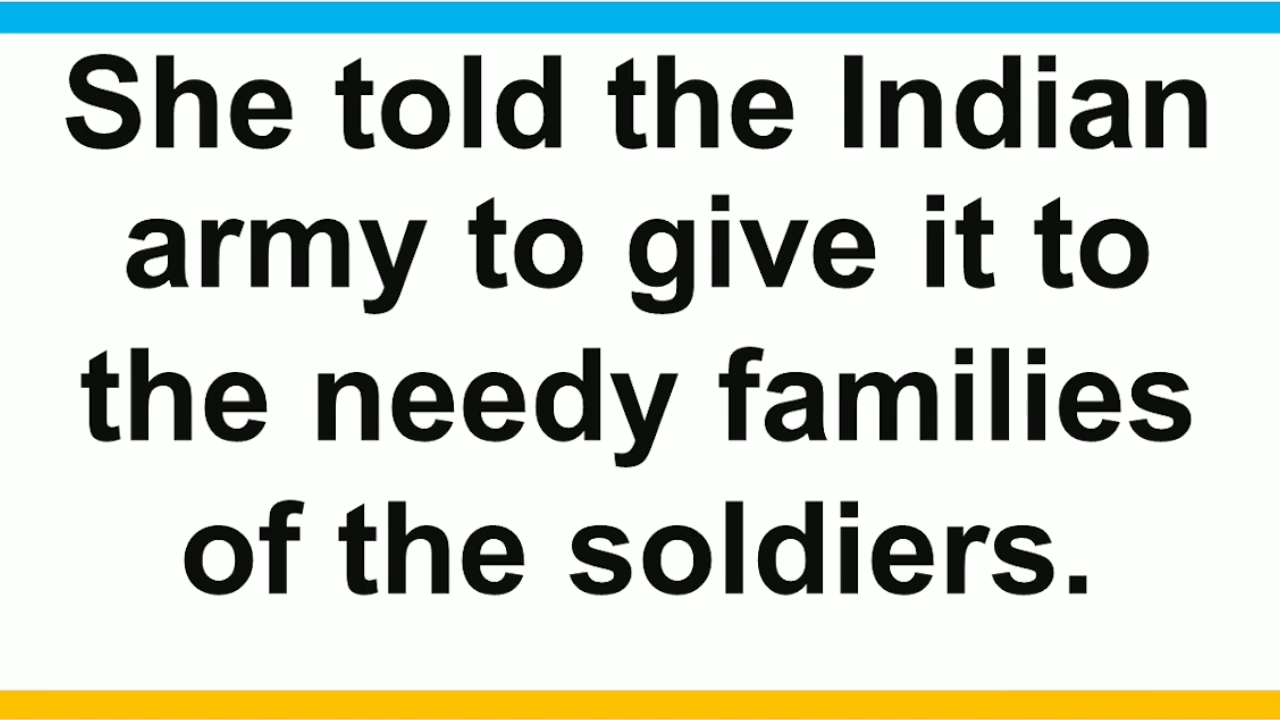 She told the Indian
army to give it to
the needy families
of the soldiers.